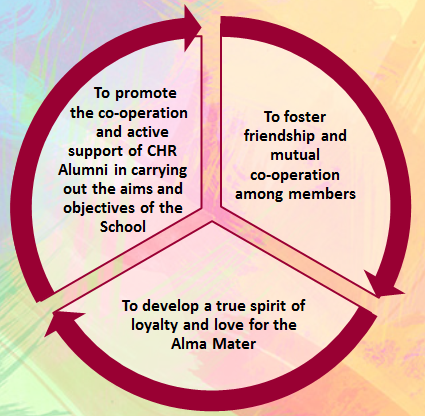 To promote
the co-operation
and active
support of CHR
Alumni in carrying
out the aims and
objectives of the
School
To foster
friendship and
mutual
co-operation
among members
To develop a true spirit of
loyalty and love for the
Alma Mater